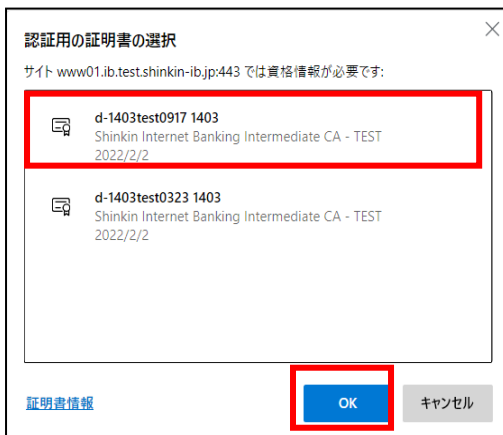 認証用の証明書の選択
サイト www01.ib.test.shinkin-ib.jp:443 では資格情報が必要です:
d-1403test0917 1403
Shinkin Internet Banking Intermediate CA - TEST
2022/2/2
d-1403test0323 1403
Shinkin Internet Banking Intermediate CA - TEST
2022/2/2
証明書情報
OK
キャンセル